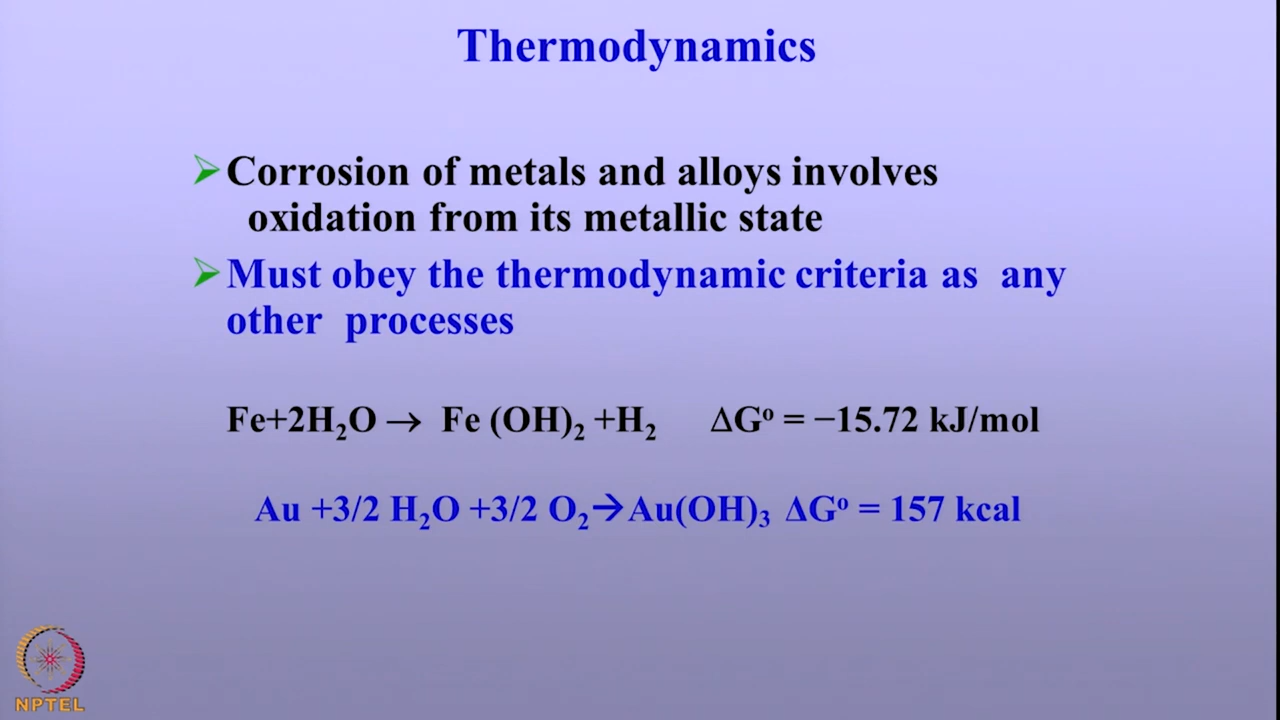 Thermodynamics
➢Corrosion of metals and alloys involves
oxidation from its metallic state
➢Must obey the thermodynamic criteria as any
other processes
Fe+2H₂O → Fe (OH)₂ +H₂ ΔGᵒ = −15.72 kJ/mol
Au +3/2 H₂O +3/2 O₂→Au(OH)₃ ΔGᵒ = 157 kcal
NPTEL